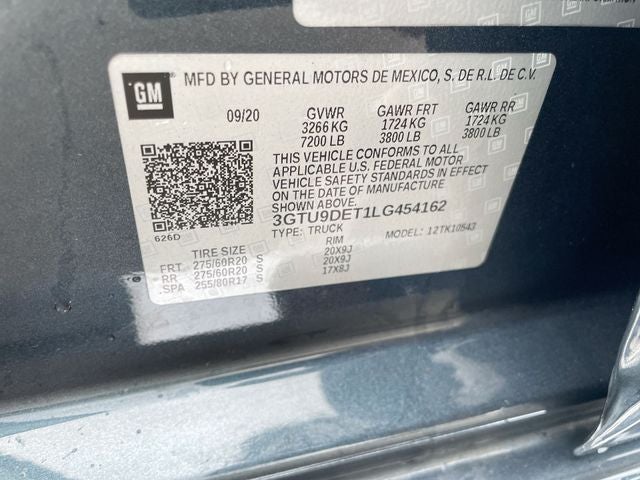 GM
MFD BY GENERAL MOTORS DE MEXICO, S. DE R.L. DE C.V.
09/20 GVWR GAWR FRT GAWR RR
3266 KG 1724 KG 1724 KG
7200 LB 3800 LB 3800 LB
THIS VEHICLE CONFORMS TO ALL
APPLICABLE U.S. FEDERAL MOTOR
VEHICLE SAFETY STANDARDS IN EFFECT
ON THE DATE OF MANUFACTURE SHOWN ABOVE.
3GTU9DET1LG454162
TYPE: TRUCK MODEL: 12TK10543
626D
TIRE SIZE RIM
FRT 275/60R20 S 20X9J
RR 275/60R20 S 20X9J
SPA 255/80R17 S 17X8J